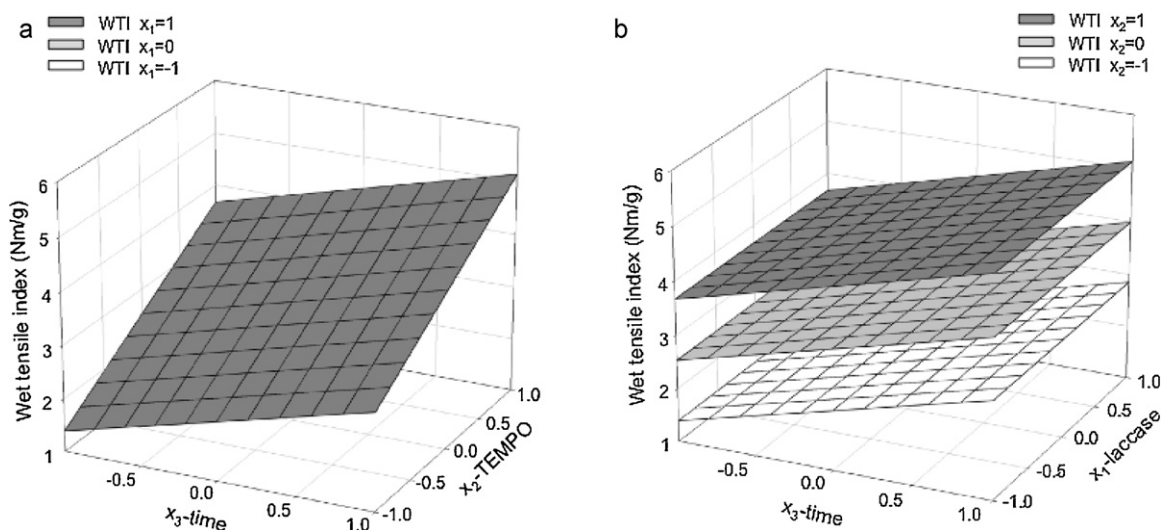 a
WTI x₁=1
WTI x₁=0
WTI x₁=-1
Wet tensile index (Nm/g)
6
5
4
3
2
1
-0.5
0.0
0.5
1.0
x₃-time
-1.0
-0.5
0.0
0.5
1.0
x₂-TEMPO
b
WTI x₂=1
WTI x₂=0
WTI x₂=-1
Wet tensile index (Nm/g)
6
5
4
3
2
1
-0.5
0.0
0.5
1.0
x₃-time
-1.0
-0.5
0.0
0.5
1.0
x₁-laccase